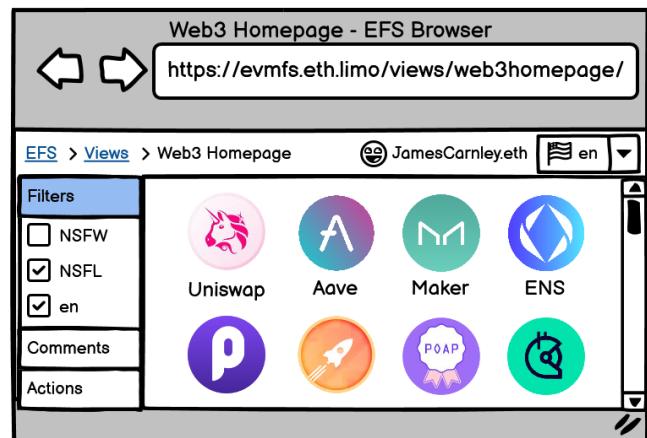 Web3 Homepage - EFS Browser
https://evmfs.eth.limo/views/web3homepage/
EFS > Views > Web3 Homepage JamesCarnley.eth en
Filters
NSFW
NSFL
en
Comments
Actions
Uniswap Aave Maker ENS
POAP